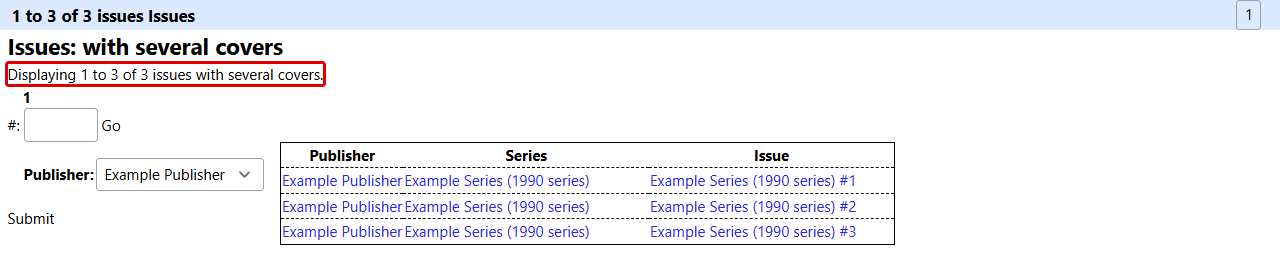 1 to 3 of 3 issues Issues 1
Issues: with several covers
Displaying 1 to 3 of 3 issues with several covers.
1
#: Go
Publisher: Example Publisher
Submit
Publisher Series Issue
Example Publisher Example Series (1990 series) Example Series (1990 series) #1
Example Publisher Example Series (1990 series) Example Series (1990 series) #2
Example Publisher Example Series (1990 series) Example Series (1990 series) #3